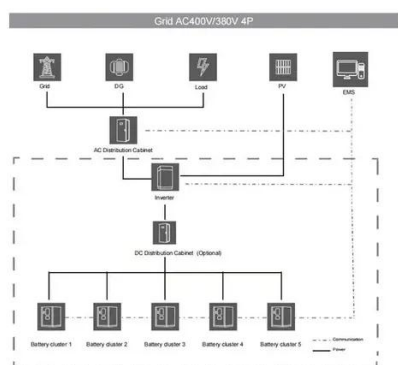 Grid AC400V/380V 4P
Grid
DG
Load
PV
EMS
AC Distribution Cabinet
Inverter
DC Distribution Cabinet (Optional)
Battery cluster 1
Battery cluster 2
Battery cluster 3
Battery cluster 4
Battery cluster 5
Communication
Power